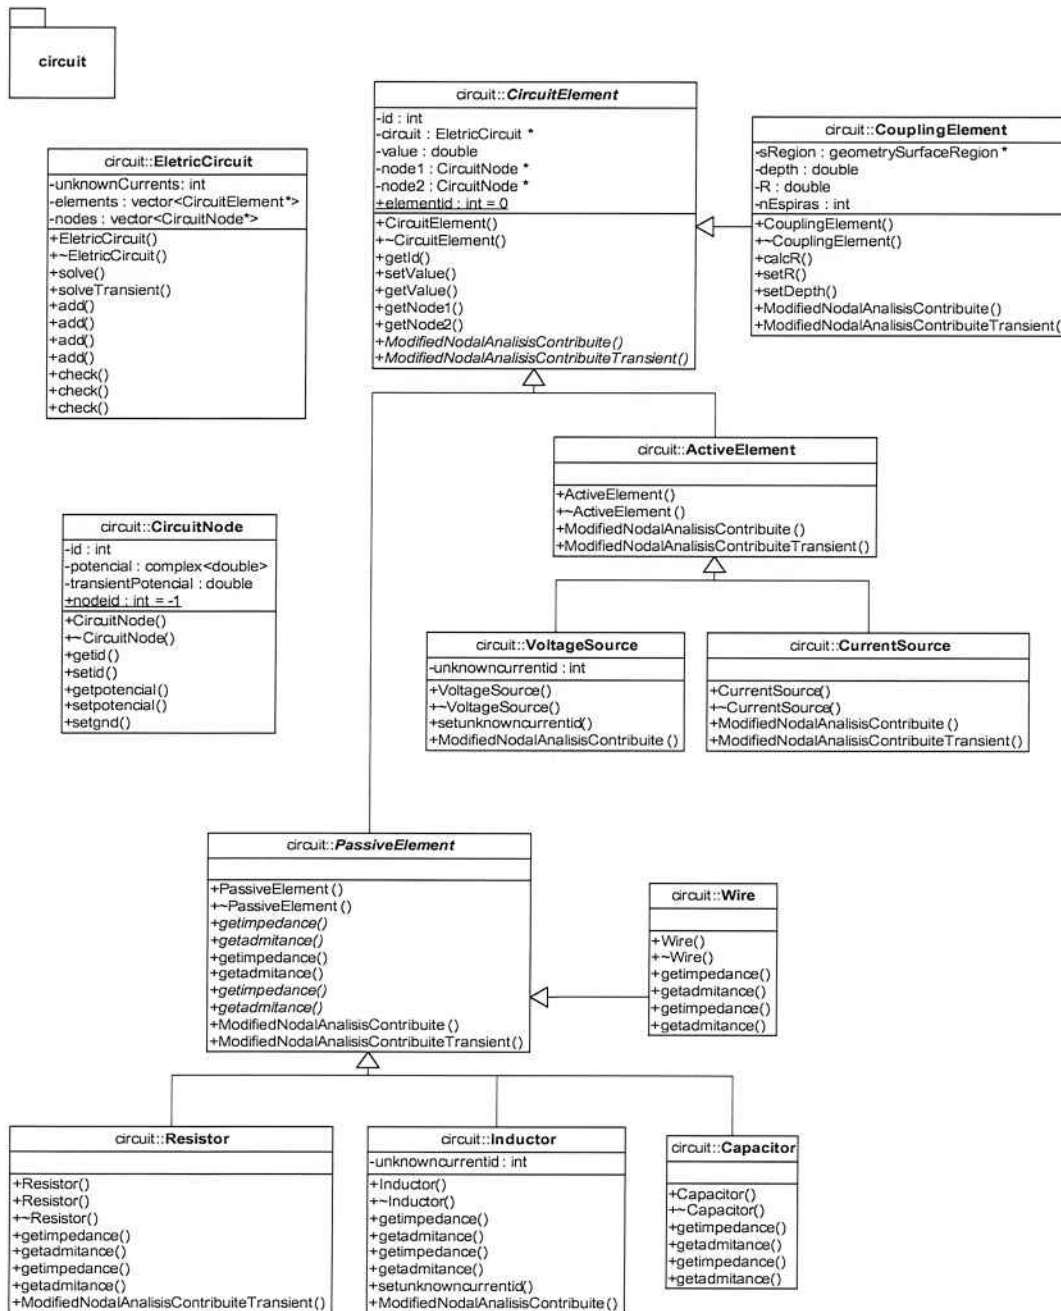 circuit
circuit::CircuitElement
-id : int
-circuit : EletricCircuit *
-value : double
-node1 : CircuitNode *
-node2 : CircuitNode *
+elementid : int = 0
+CircuitElement()
+~CircuitElement()
+getId()
+setValue()
+getValue()
+getNode1()
+getNode2()
+ModifiedNodalAnalisisContribuite()
+ModifiedNodalAnalisisContribuiteTransient()
circuit::CouplingElement
-sRegion : geometrySurfaceRegion *
-depth : double
-R : double
-nEspiras : int
+CouplingElement()
+~CouplingElement()
+calcR()
+setR()
+setDepth()
+ModifiedNodalAnalisisContribuite()
+ModifiedNodalAnalisisContribuiteTransient()
circuit::EletricCircuit
-unknownCurrents: int
-elements : vector<CircuitElement*>
-nodes : vector<CircuitNode*>
+EletricCircuit()
+~EletricCircuit()
+solve()
+solveTransient()
+add()
+add()
+add()
+add()
+check()
+check()
+check()
circuit::ActiveElement
+ActiveElement()
+~ActiveElement()
+ModifiedNodalAnalisisContribuite()
+ModifiedNodalAnalisisContribuiteTransient()
circuit::CircuitNode
-id : int
-potencial : complex<double>
-transientPotencial : double
+nodeid : int = -1
+CircuitNode()
+~CircuitNode()
+getid()
+setid()
+getpotencial()
+setpotencial()
+setgnd()
circuit::VoltageSource
-unknowncurrentid : int
+VoltageSource()
+~VoltageSource()
+setunknowncurrentid()
+ModifiedNodalAnalisisContribuite()
circuit::CurrentSource
+CurrentSource()
+~CurrentSource()
+ModifiedNodalAnalisisContribuite()
+ModifiedNodalAnalisisContribuiteTransient()
circuit::PassiveElement
+PassiveElement()
+~PassiveElement()
+getimpedance()
+getadmitance()
+getimpedance()
+getadmitance()
+getimpedance()
+getadmitance()
+ModifiedNodalAnalisisContribuite()
+ModifiedNodalAnalisisContribuiteTransient()
circuit::Wire
+Wire()
+~Wire()
+getimpedance()
+getadmitance()
+getimpedance()
+getadmitance()
circuit::Resistor
+Resistor()
+Resistor()
+~Resistor()
+getimpedance()
+getadmitance()
+getimpedance()
+getadmitance()
+ModifiedNodalAnalisisContribuiteTransient()
circuit::Inductor
-unknowncurrentid : int
+Inductor()
+~Inductor()
+getimpedance()
+getadmitance()
+getimpedance()
+getadmitance()
+setunknowncurrentid()
+ModifiedNodalAnalisisContribuite()
circuit::Capacitor
+Capacitor()
+~Capacitor()
+getimpedance()
+getadmitance()
+getimpedance()
+getadmitance()